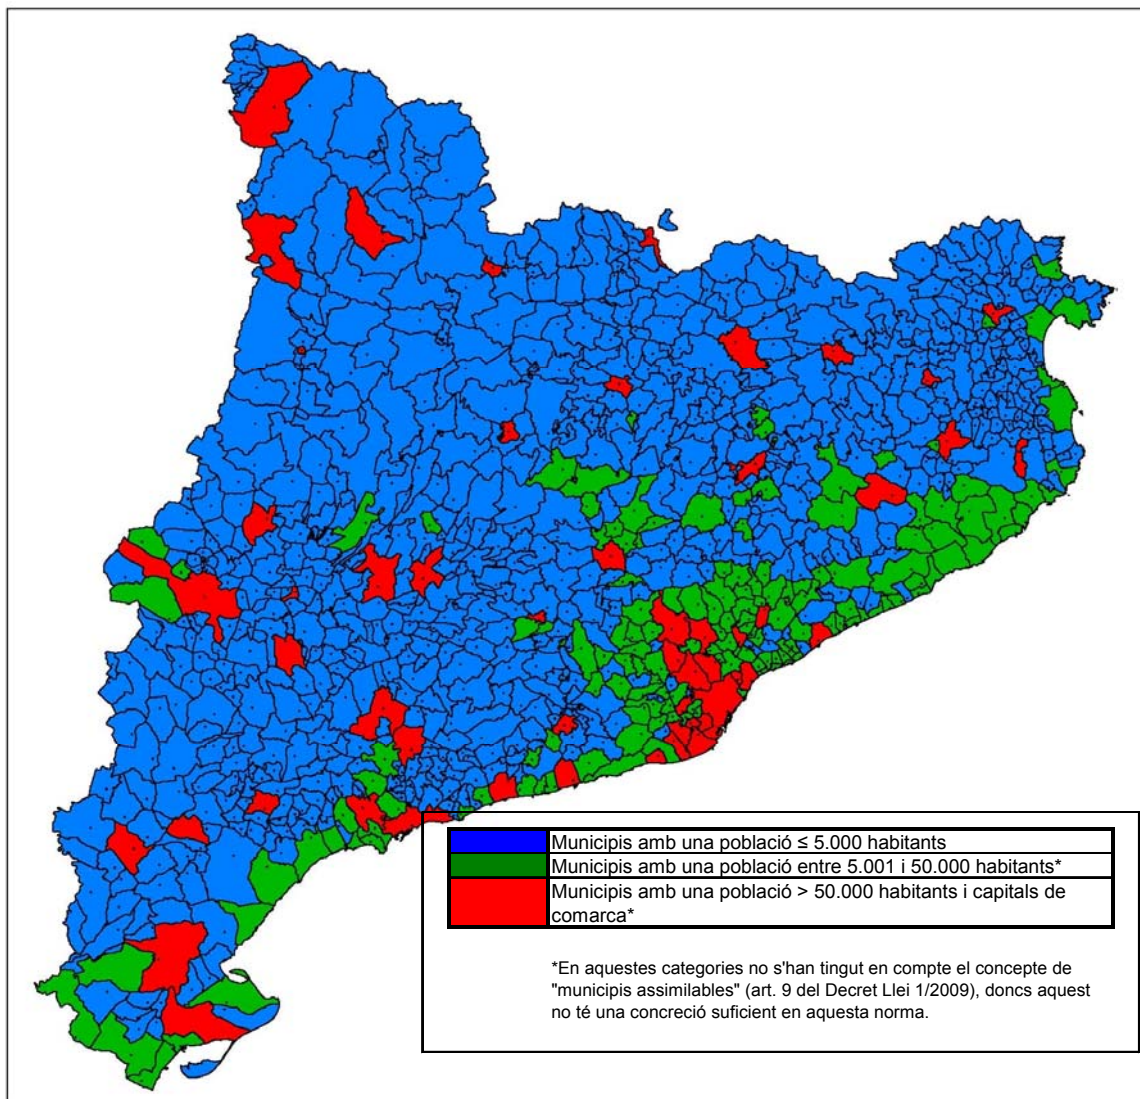 Municipis amb una població ≤ 5.000 habitants
Municipis amb una població entre 5.001 i 50.000 habitants*
Municipis amb una població > 50.000 habitants i capitals de
comarca*
*En aquestes categories no s'han tingut en compte el concepte de
"municipis assimilables" (art. 9 del Decret Llei 1/2009), doncs aquest
no té una concreció suficient en aquesta norma.